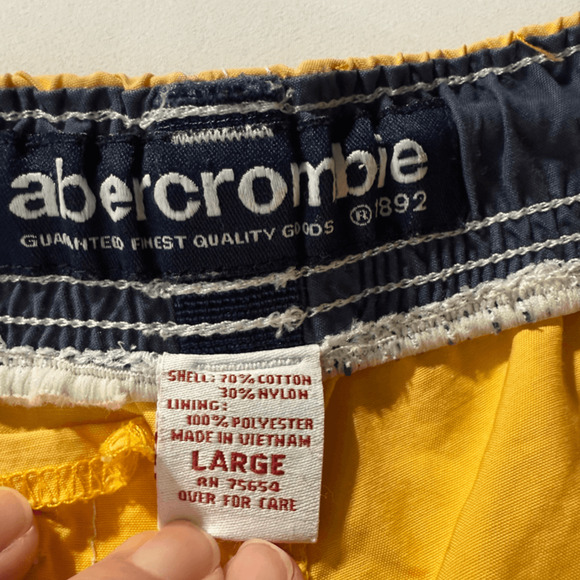 abercrombie
GUARANTEED FINEST QUALITY GOODS ® 1892
SHELL: 70% COTTON
30% NYLON
LINING:
100% POLYESTER
MADE IN VIETNAM
LARGE
RN 75654
OVER FOR CARE